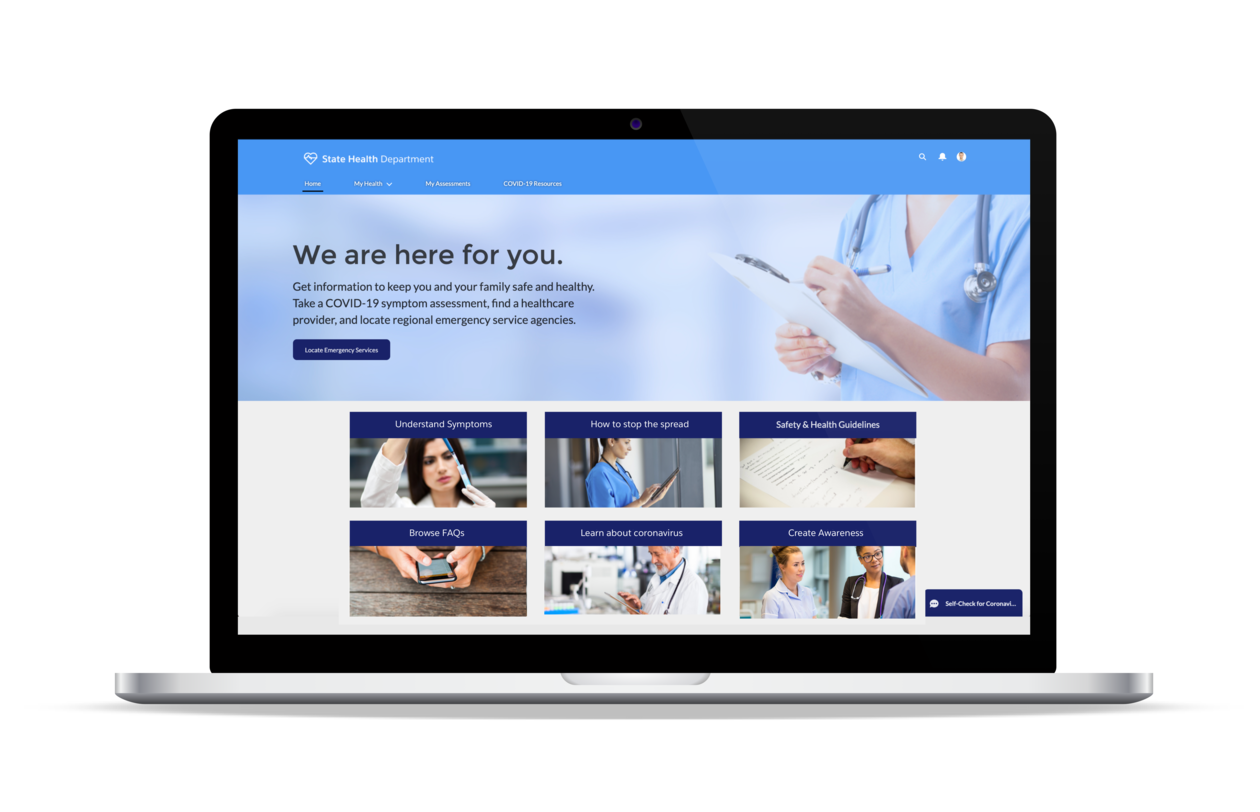 State Health Department
Home
My Health
My Assessments
COVID-19 Resources
We are here for you.
Get information to keep you and your family safe and healthy.
Take a COVID-19 symptom assessment, find a healthcare
provider, and locate regional emergency service agencies.
Locate Emergency Services
Understand Symptoms
How to stop the spread
Safety & Health Guidelines
Browse FAQs
Learn about coronavirus
Create Awareness
Self-Check for Coronavi...